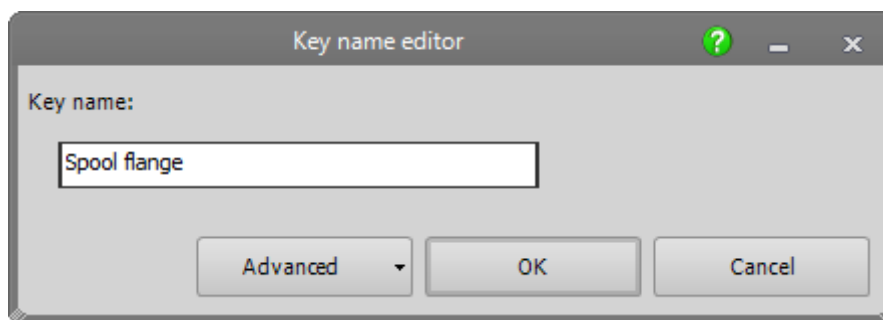 Key name editor
?
Key name:
Spool flange
Advanced
OK
Cancel